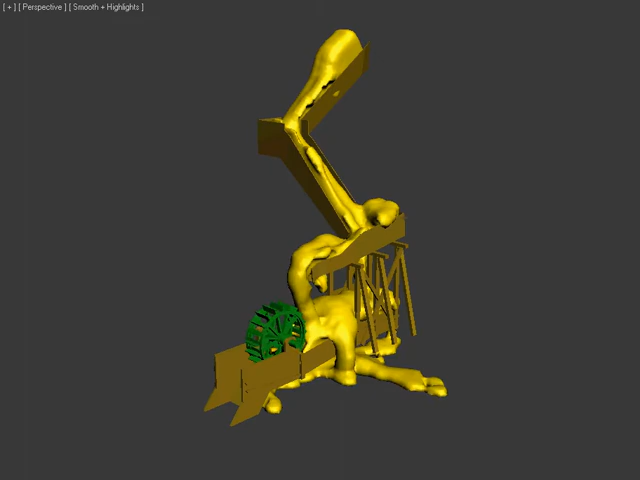 [ + ] [ Perspective ] [ Smooth + Highlights ]